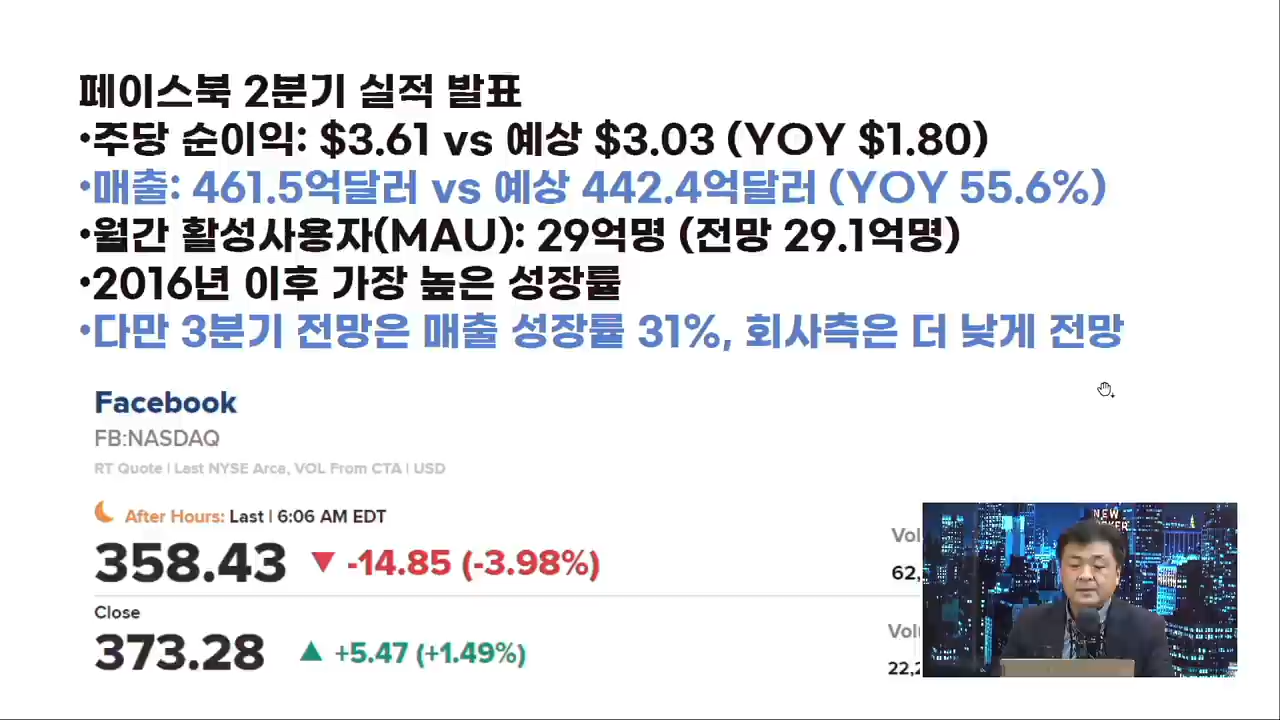 페이스북 2분기 실적 발표
•주당 순이익: $3.61 vs 예상 $3.03 (YOY $1.80)
•매출: 461.5억달러 vs 예상 442.4억달러 (YOY 55.6%)
•월간 활성사용자(MAU): 29억명 (전망 29.1억명)
•2016년 이후 가장 높은 성장률
•다만 3분기 전망은 매출 성장률 31%, 회사측은 더 낮게 전망
Facebook
FB:NASDAQ
RT Quote | Last NYSE Arca, VOL From CTA | USD
After Hours: Last | 6:06 AM EDT
358.43 ▼ -14.85 (-3.98%)
Close
373.28 ▲ +5.47 (+1.49%)
62,
22,2
NEW